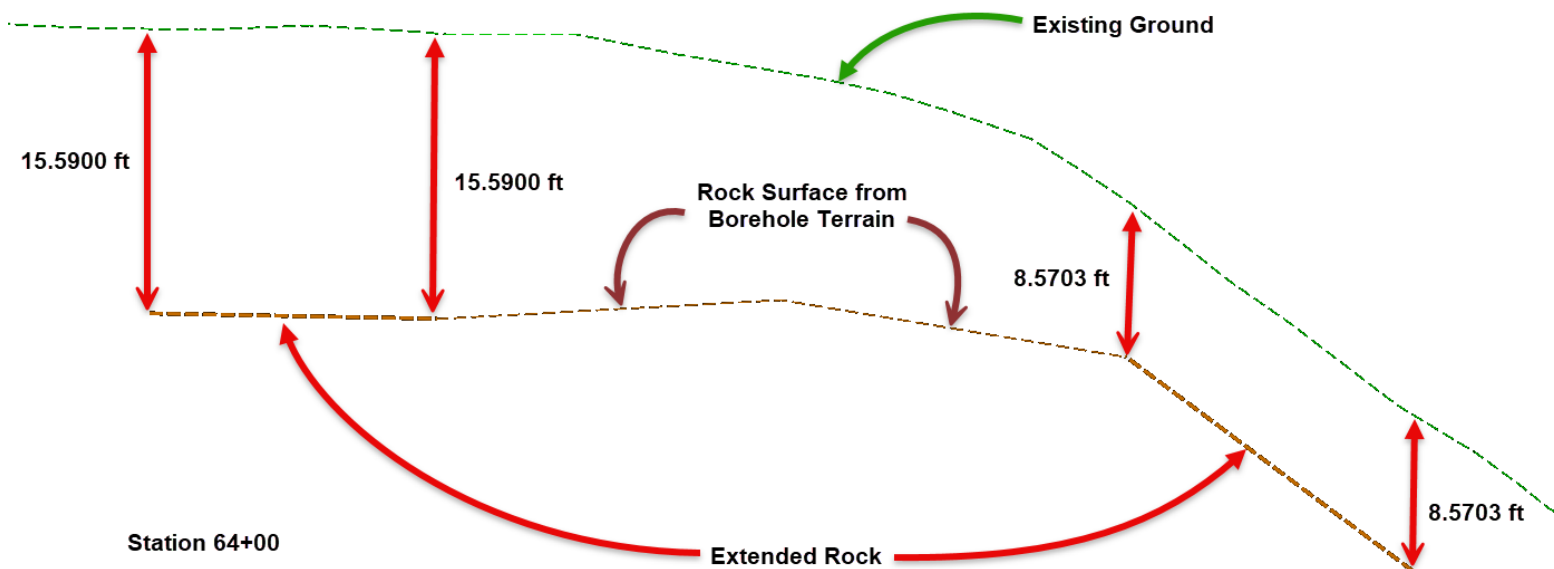 Existing Ground
15.5900 ft
15.5900 ft
Rock Surface from
Borehole Terrain
8.5703 ft
8.5703 ft
Station 64+00
Extended Rock